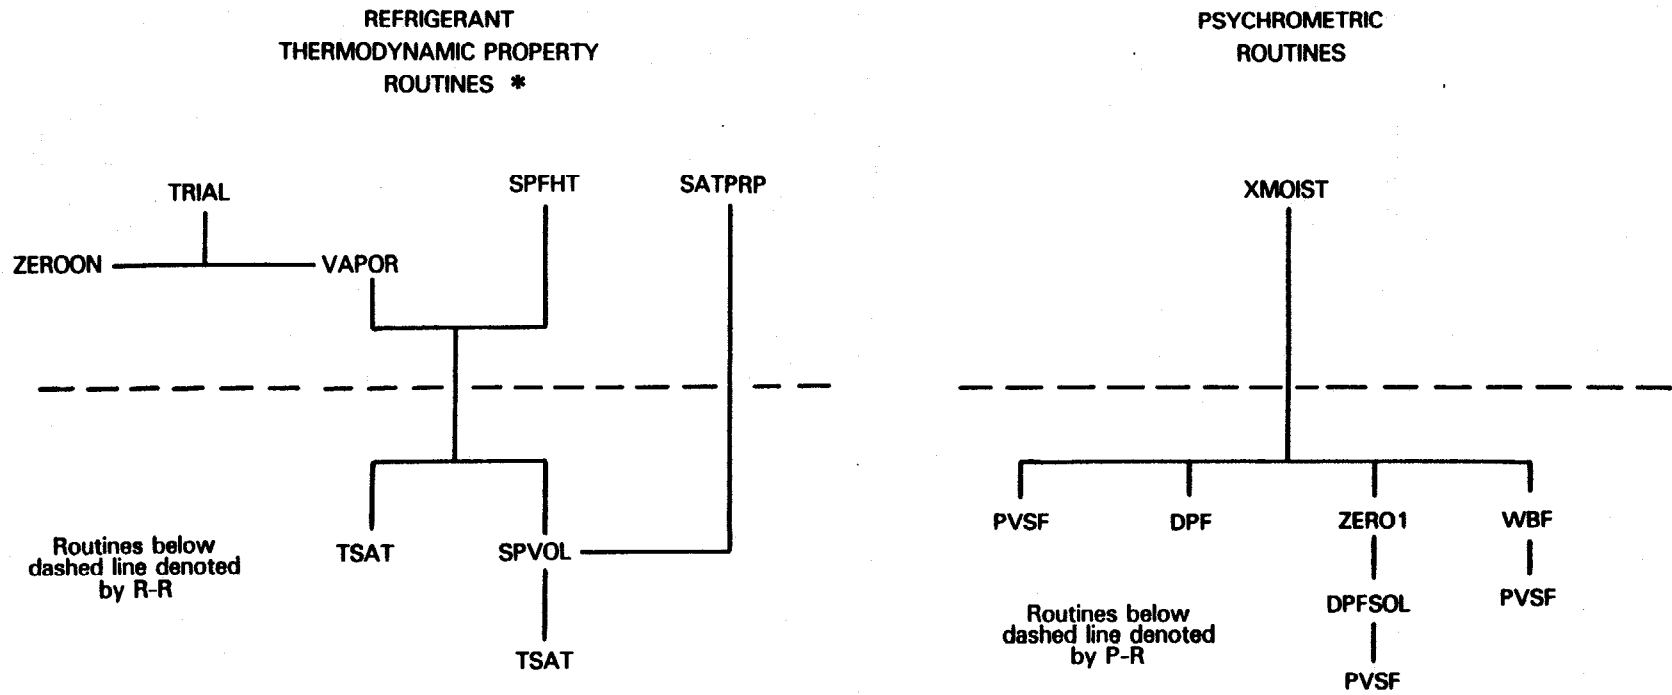 REFRIGERANT
THERMODYNAMIC PROPERTY
ROUTINES *
TRIAL
SPFHT
SATPRP
ZEROON
VAPOR
TSAT
SPVOL
TSAT
Routines below
dashed line denoted
by R-R
PSYCHROMETRIC
ROUTINES
XMOIST
PVSF
DPF
ZERO1
WBF
DPFSOL
PVSF
PVSF
Routines below
dashed line denoted
by P-R